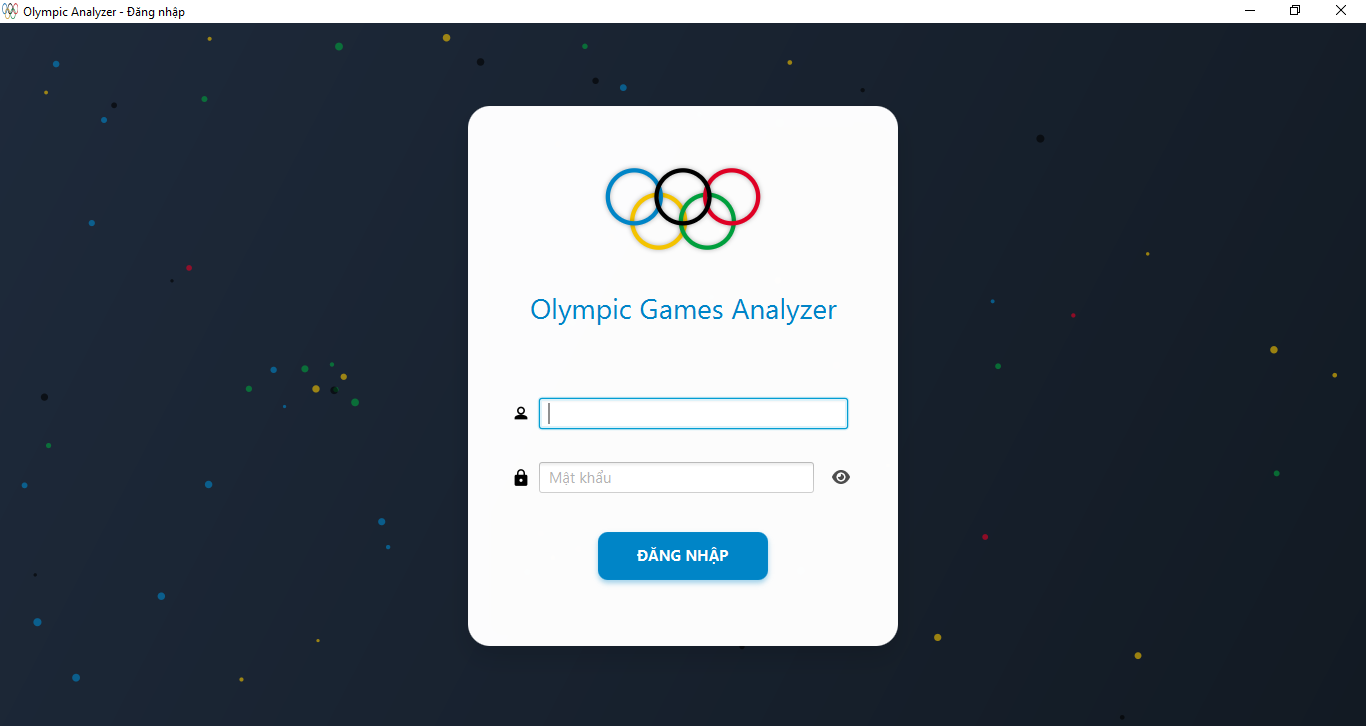 Olympic Analyzer - Đăng nhập
Olympic Games Analyzer
Mật khẩu
ĐĂNG NHẬP